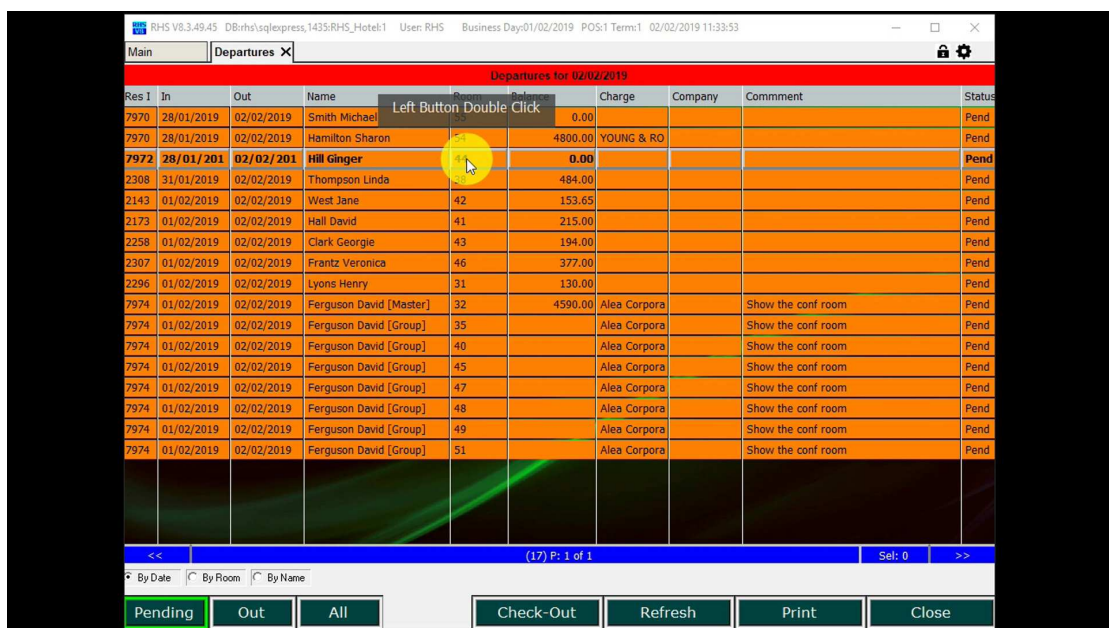 RHS V8 RHS V8.3.49.45 DB:rhs\sqlexpress,1435:RHS_Hotel:1 User: RHS Business Day:01/02/2019 POS:1 Term:1 02/02/2019 11:33:53
Main Departures X
Departures for 02/02/2019
Res I In Out Name Room Balance Charge Company Commment Status
Left Button Double Click
7970 28/01/2019 02/02/2019 Smith Michael 55 0.00 Pend
7970 28/01/2019 02/02/2019 Hamilton Sharon 54 4800.00 YOUNG & RO Pend
7972 28/01/201 02/02/201 Hill Ginger 44 0.00 Pend
2308 31/01/2019 02/02/2019 Thompson Linda 38 484.00 Pend
2143 01/02/2019 02/02/2019 West Jane 42 153.65 Pend
2173 01/02/2019 02/02/2019 Hall David 41 215.00 Pend
2258 01/02/2019 02/02/2019 Clark Georgie 43 194.00 Pend
2307 01/02/2019 02/02/2019 Frantz Veronica 46 377.00 Pend
2296 01/02/2019 02/02/2019 Lyons Henry 31 130.00 Pend
7974 01/02/2019 02/02/2019 Ferguson David [Master] 32 4590.00 Alea Corpora Show the conf room Pend
7974 01/02/2019 02/02/2019 Ferguson David [Group] 35 Alea Corpora Show the conf room Pend
7974 01/02/2019 02/02/2019 Ferguson David [Group] 40 Alea Corpora Show the conf room Pend
7974 01/02/2019 02/02/2019 Ferguson David [Group] 45 Alea Corpora Show the conf room Pend
7974 01/02/2019 02/02/2019 Ferguson David [Group] 47 Alea Corpora Show the conf room Pend
7974 01/02/2019 02/02/2019 Ferguson David [Group] 48 Alea Corpora Show the conf room Pend
7974 01/02/2019 02/02/2019 Ferguson David [Group] 49 Alea Corpora Show the conf room Pend
7974 01/02/2019 02/02/2019 Ferguson David [Group] 51 Alea Corpora Show the conf room Pend
<< (17) P: 1 of 1 Sel: 0 >>
By Date By Room By Name
Pending Out All Check-Out Refresh Print Close